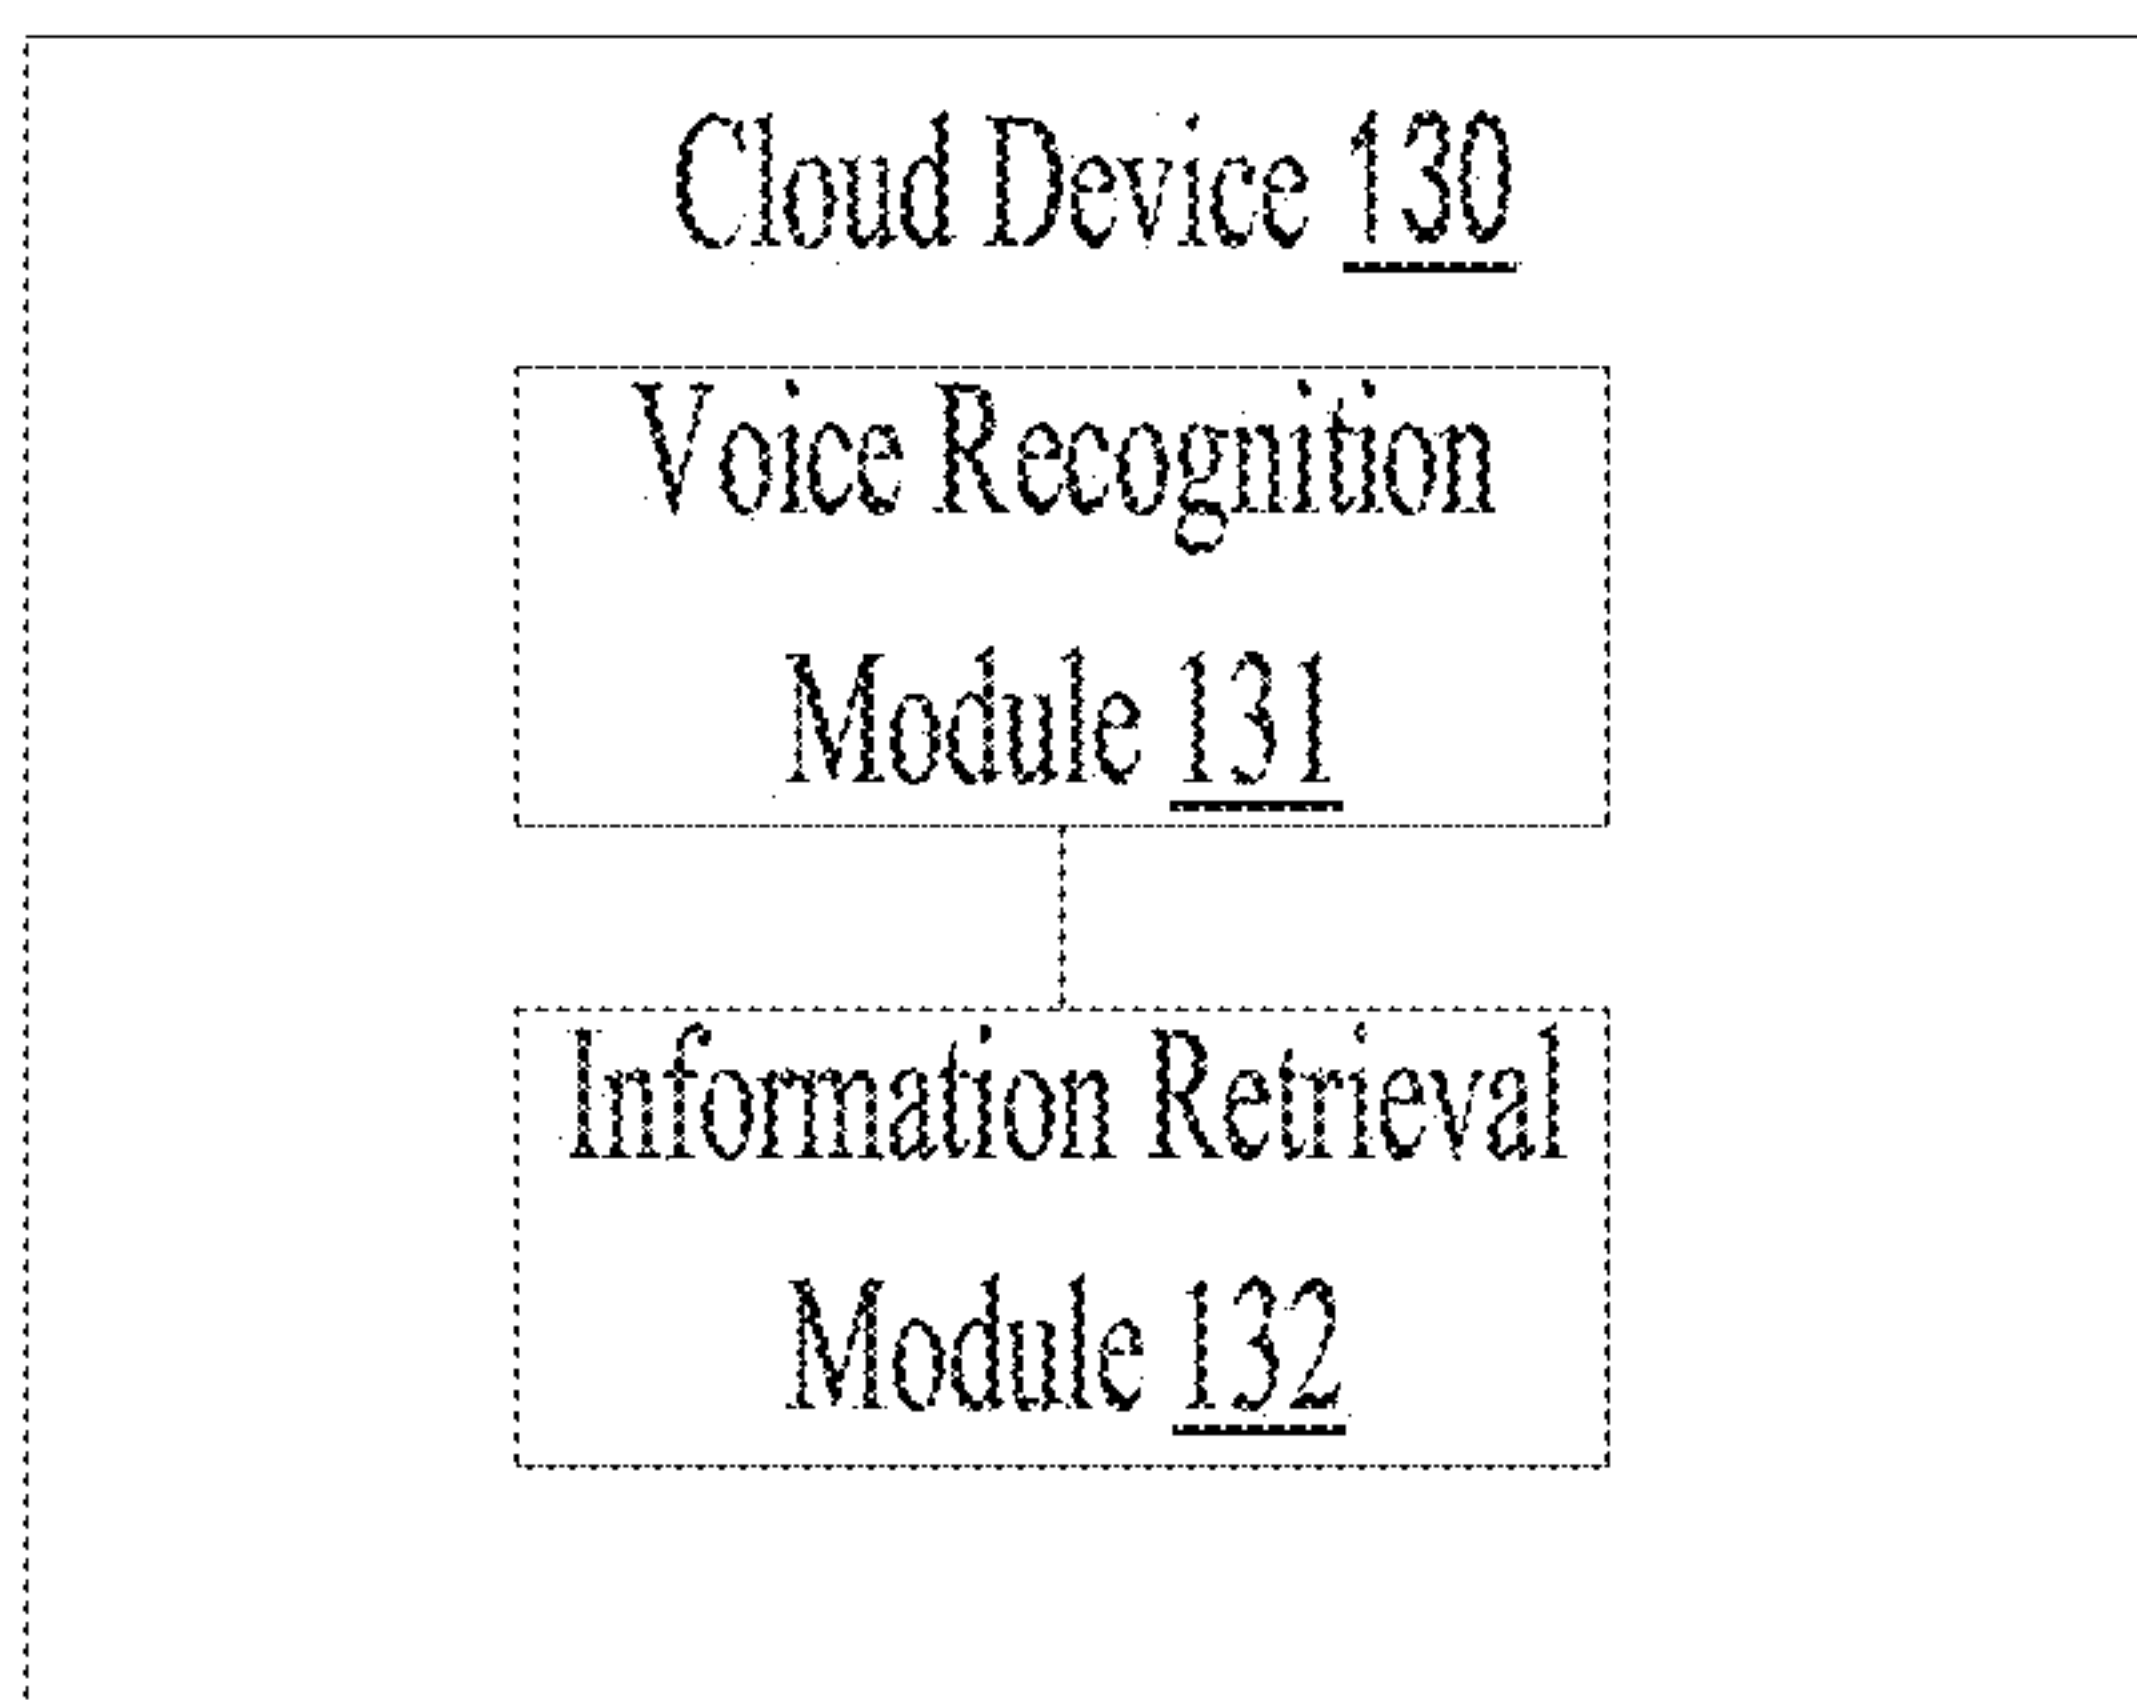 Cloud Device 130
Voice Recognition
Module 131
Information Retrieval
Module 132